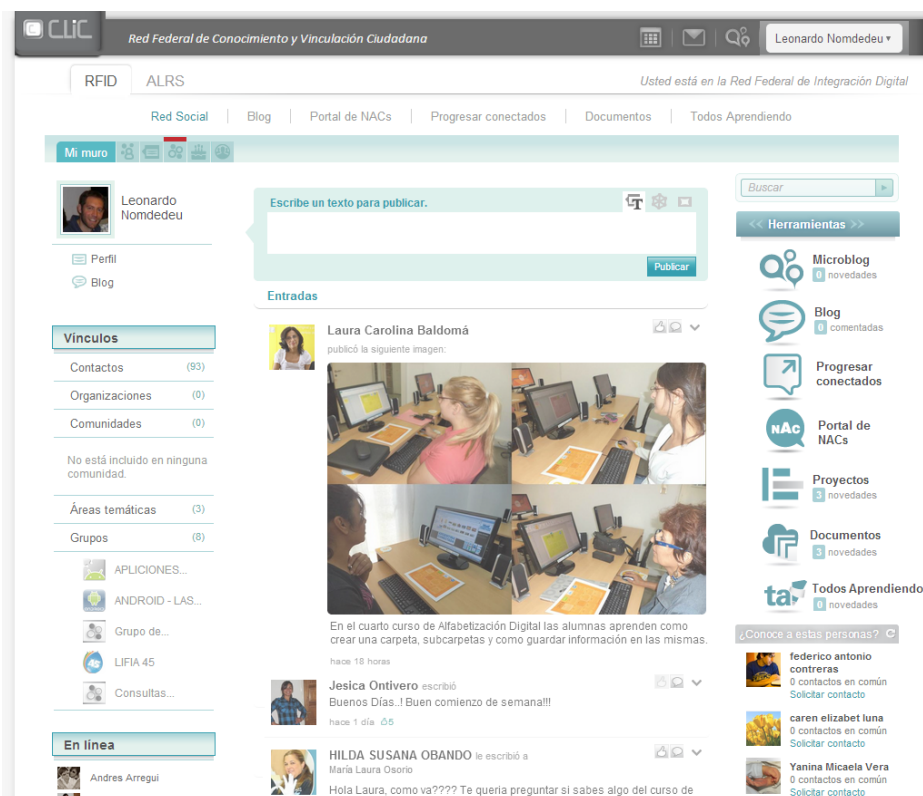 CLiC
Red Federal de Conocimiento y Vinculación Ciudadana
Leonardo Nomdedeu
RFID ALRS
Usted está en la Red Federal de Integración Digital
Red Social | Blog | Portal de NACs | Progresar conectados | Documentos | Todos Aprendiendo
Mi muro
Leonardo
Nomdedeu
Perfil
Blog
Vínculos
Contactos (93)
Organizaciones (0)
Comunidades (0)
No está incluido en ninguna
comunidad.
Áreas temáticas (3)
Grupos (8)
APLICIONES...
ANDROID - LAS...
Grupo de...
LIFIA 45
Consultas...
En línea
Andres Arregui
Escribe un texto para publicar.
Publicar
Entradas
Laura Carolina Baldomá
publicó la siguiente imagen:
En el cuarto curso de Alfabetización Digital las alumnas aprenden como
crear una carpeta, subcarpetas y como guardar información en las mismas.
hace 18 horas
Jesica Ontivero escribió
Buenos Días..! Buen comienzo de semana!!!
hace 1 día 5
HILDA SUSANA OBANDO le escribió a
María Laura Osorio
Hola Laura, como va???? Te queria preguntar si sabes algo del curso de
Buscar
<< Herramientas >>
Microblog
0 novedades
Blog
0 comentadas
Progresar
conectados
NAC
Portal de
NACs
Proyectos
3 novedades
Documentos
3 novedades
ta
Todos Aprendiendo
0 novedades
¿Conoce a estas personas?
federico antonio
contreras
0 contactos en común
Solicitar contacto
caren elizabet luna
0 contactos en común
Solicitar contacto
Yanina Micaela Vera
0 contactos en común
Solicitar contacto